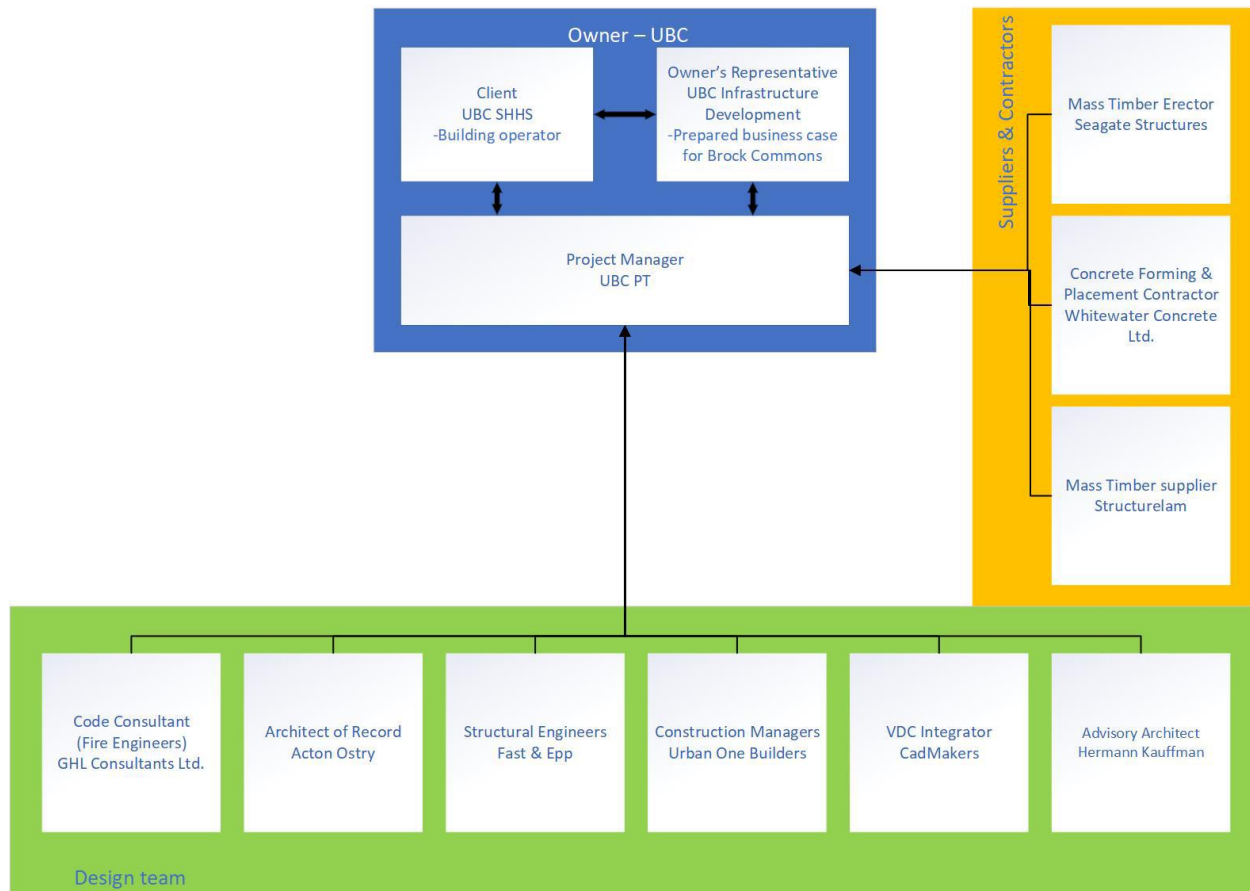 Owner – UBC
Client
UBC SHHS
-Building operator
Owner’s Representative
UBC Infrastructure
Development
-Prepared business case
for Brock Commons
Project Manager
UBC PT
Suppliers & Contractors
Mass Timber Erector
Seagate Structures
Concrete Forming &
Placement Contractor
Whitewater Concrete
Ltd.
Mass Timber supplier
Structurelam
Code Consultant
(Fire Engineers)
GHL Consultants Ltd.
Architect of Record
Acton Ostry
Structural Engineers
Fast & Epp
Construction Managers
Urban One Builders
VDC Integrator
CadMakers
Advisory Architect
Hermann Kauffman
Design team